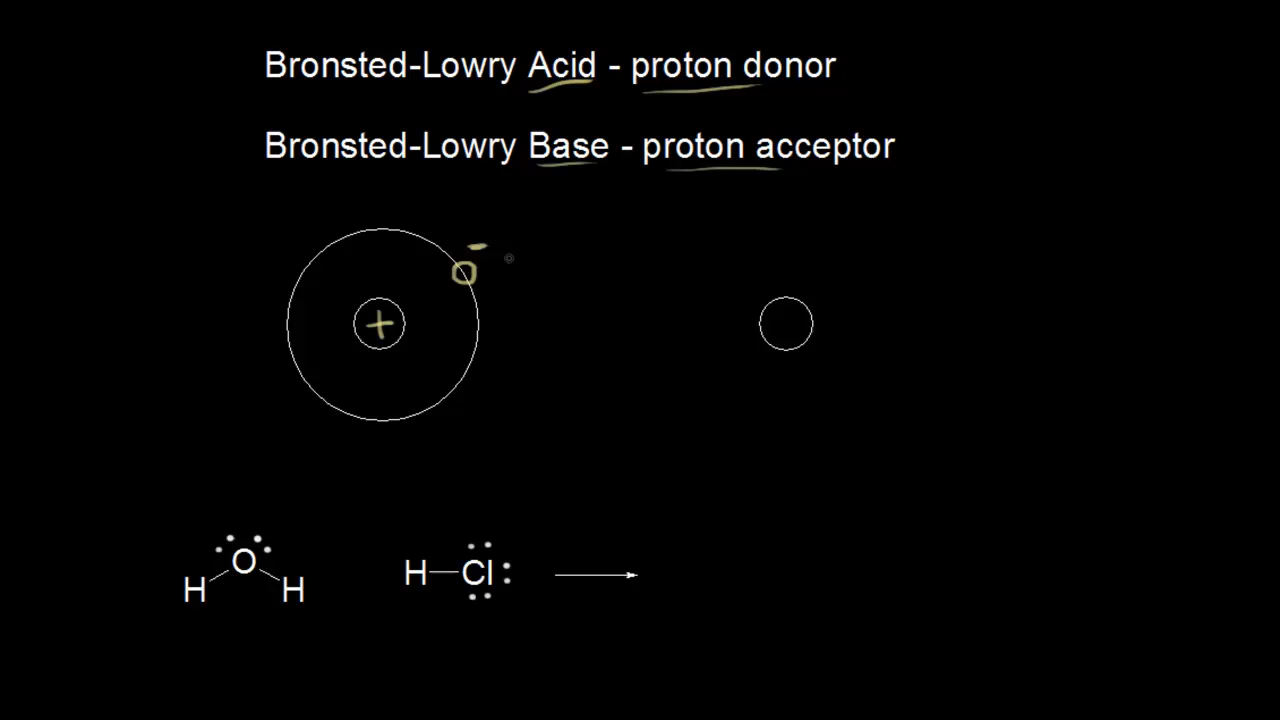 Bronsted-Lowry Acid - proton donor
Bronsted-Lowry Base - proton acceptor
-
+
O
H H
H Cl